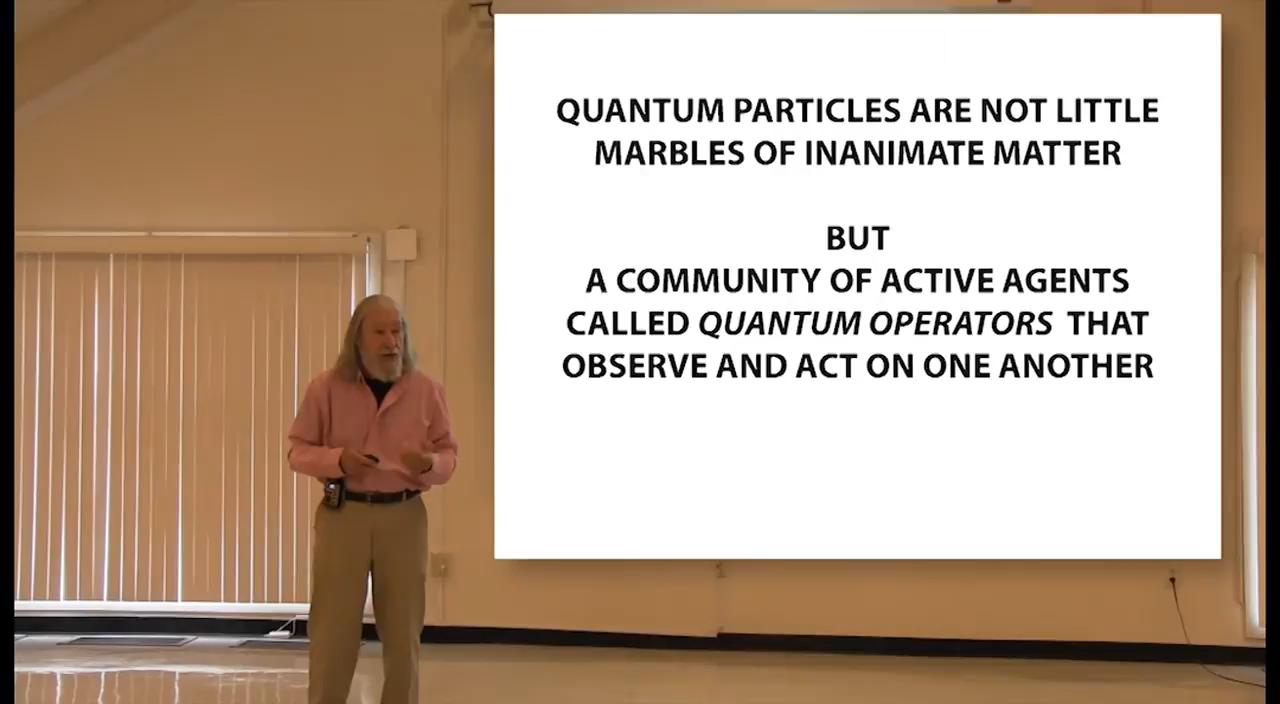 QUANTUM PARTICLES ARE NOT LITTLE
MARBLES OF INANIMATE MATTER
BUT
A COMMUNITY OF ACTIVE AGENTS
CALLED QUANTUM OPERATORS THAT
OBSERVE AND ACT ON ONE ANOTHER